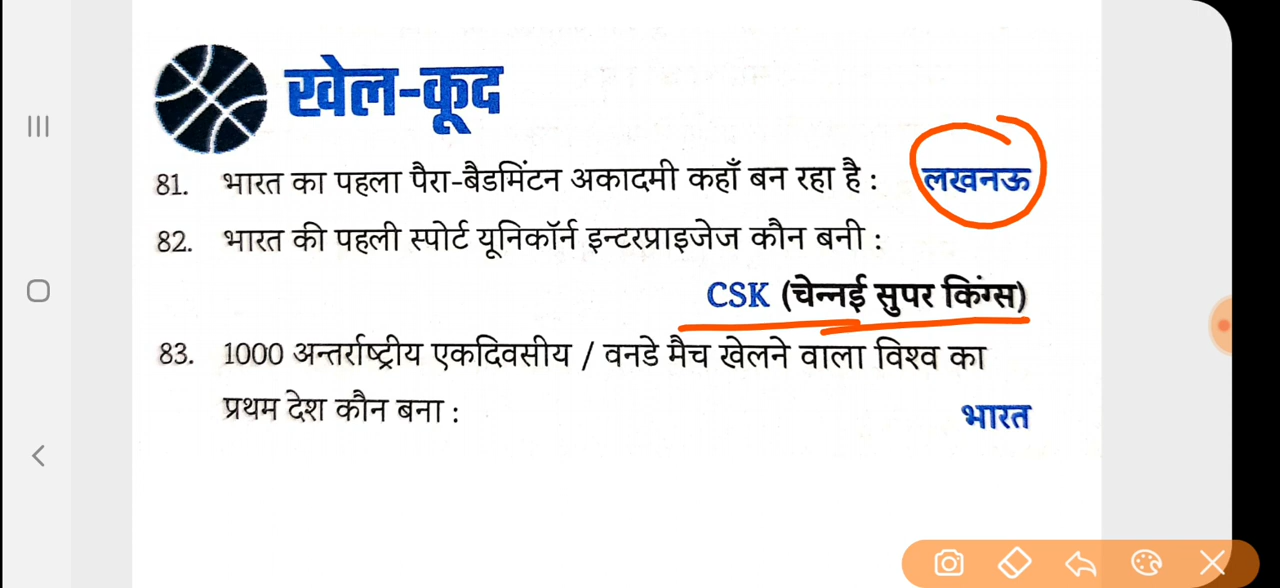 खेल-कूद
81. भारत का पहला पैरा-बैडमिंटन अकादमी कहाँ बन रहा है : लखनऊ
82. भारत की पहली स्पोर्ट यूनिकॉर्न इन्टरप्राइजेज कौन बनी :
CSK (चेन्नई सुपर किंग्स)
83. 1000 अन्तर्राष्ट्रीय एकदिवसीय / वनडे मैच खेलने वाला विश्व का
प्रथम देश कौन बना : भारत